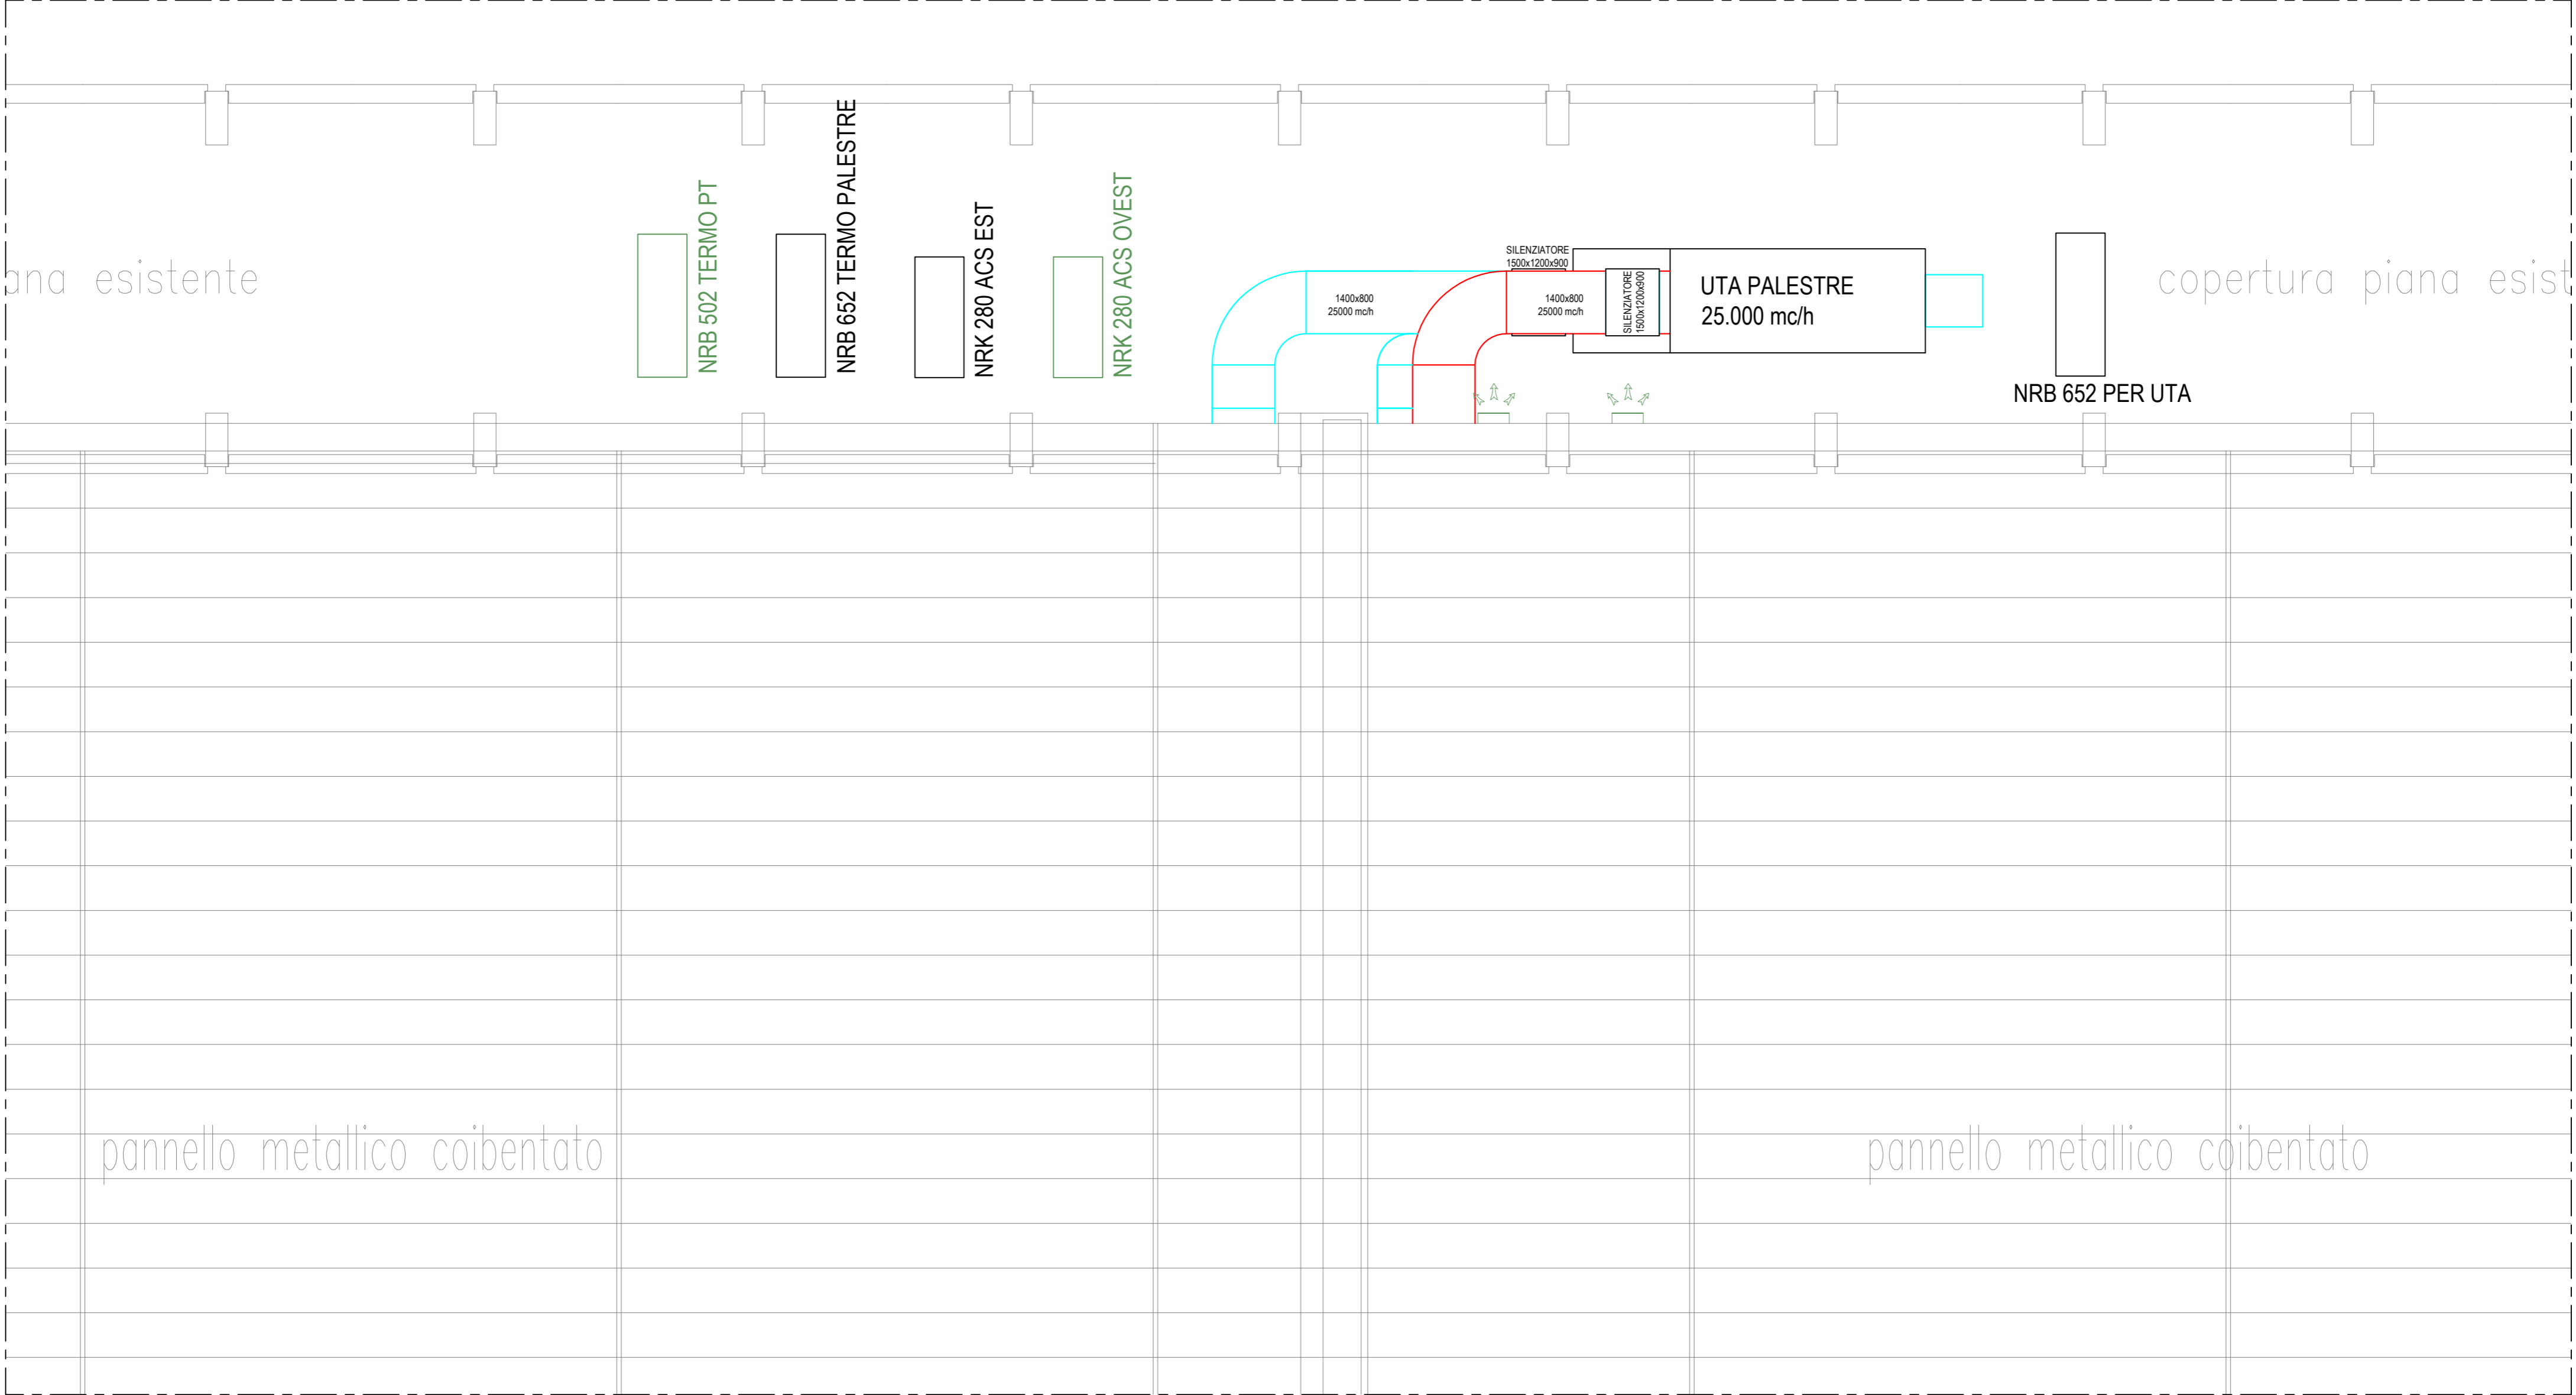 NRB 502 TERMO PT
NRB 652 TERMO PALESTRE
NRK 280 ACS EST
NRK 280 ACS OVEST
SILENZIATORE
1500x1200x900
1400x800
25000 mc/h
1400x800
25000 mc/h
SILENZIATORE
1500x1200x900
UTA PALESTRE
25.000 mc/h
NRB 652 PER UTA
ana esistente
copertura piana esist
pannello metallico coibentato
pannello metallico coibentato